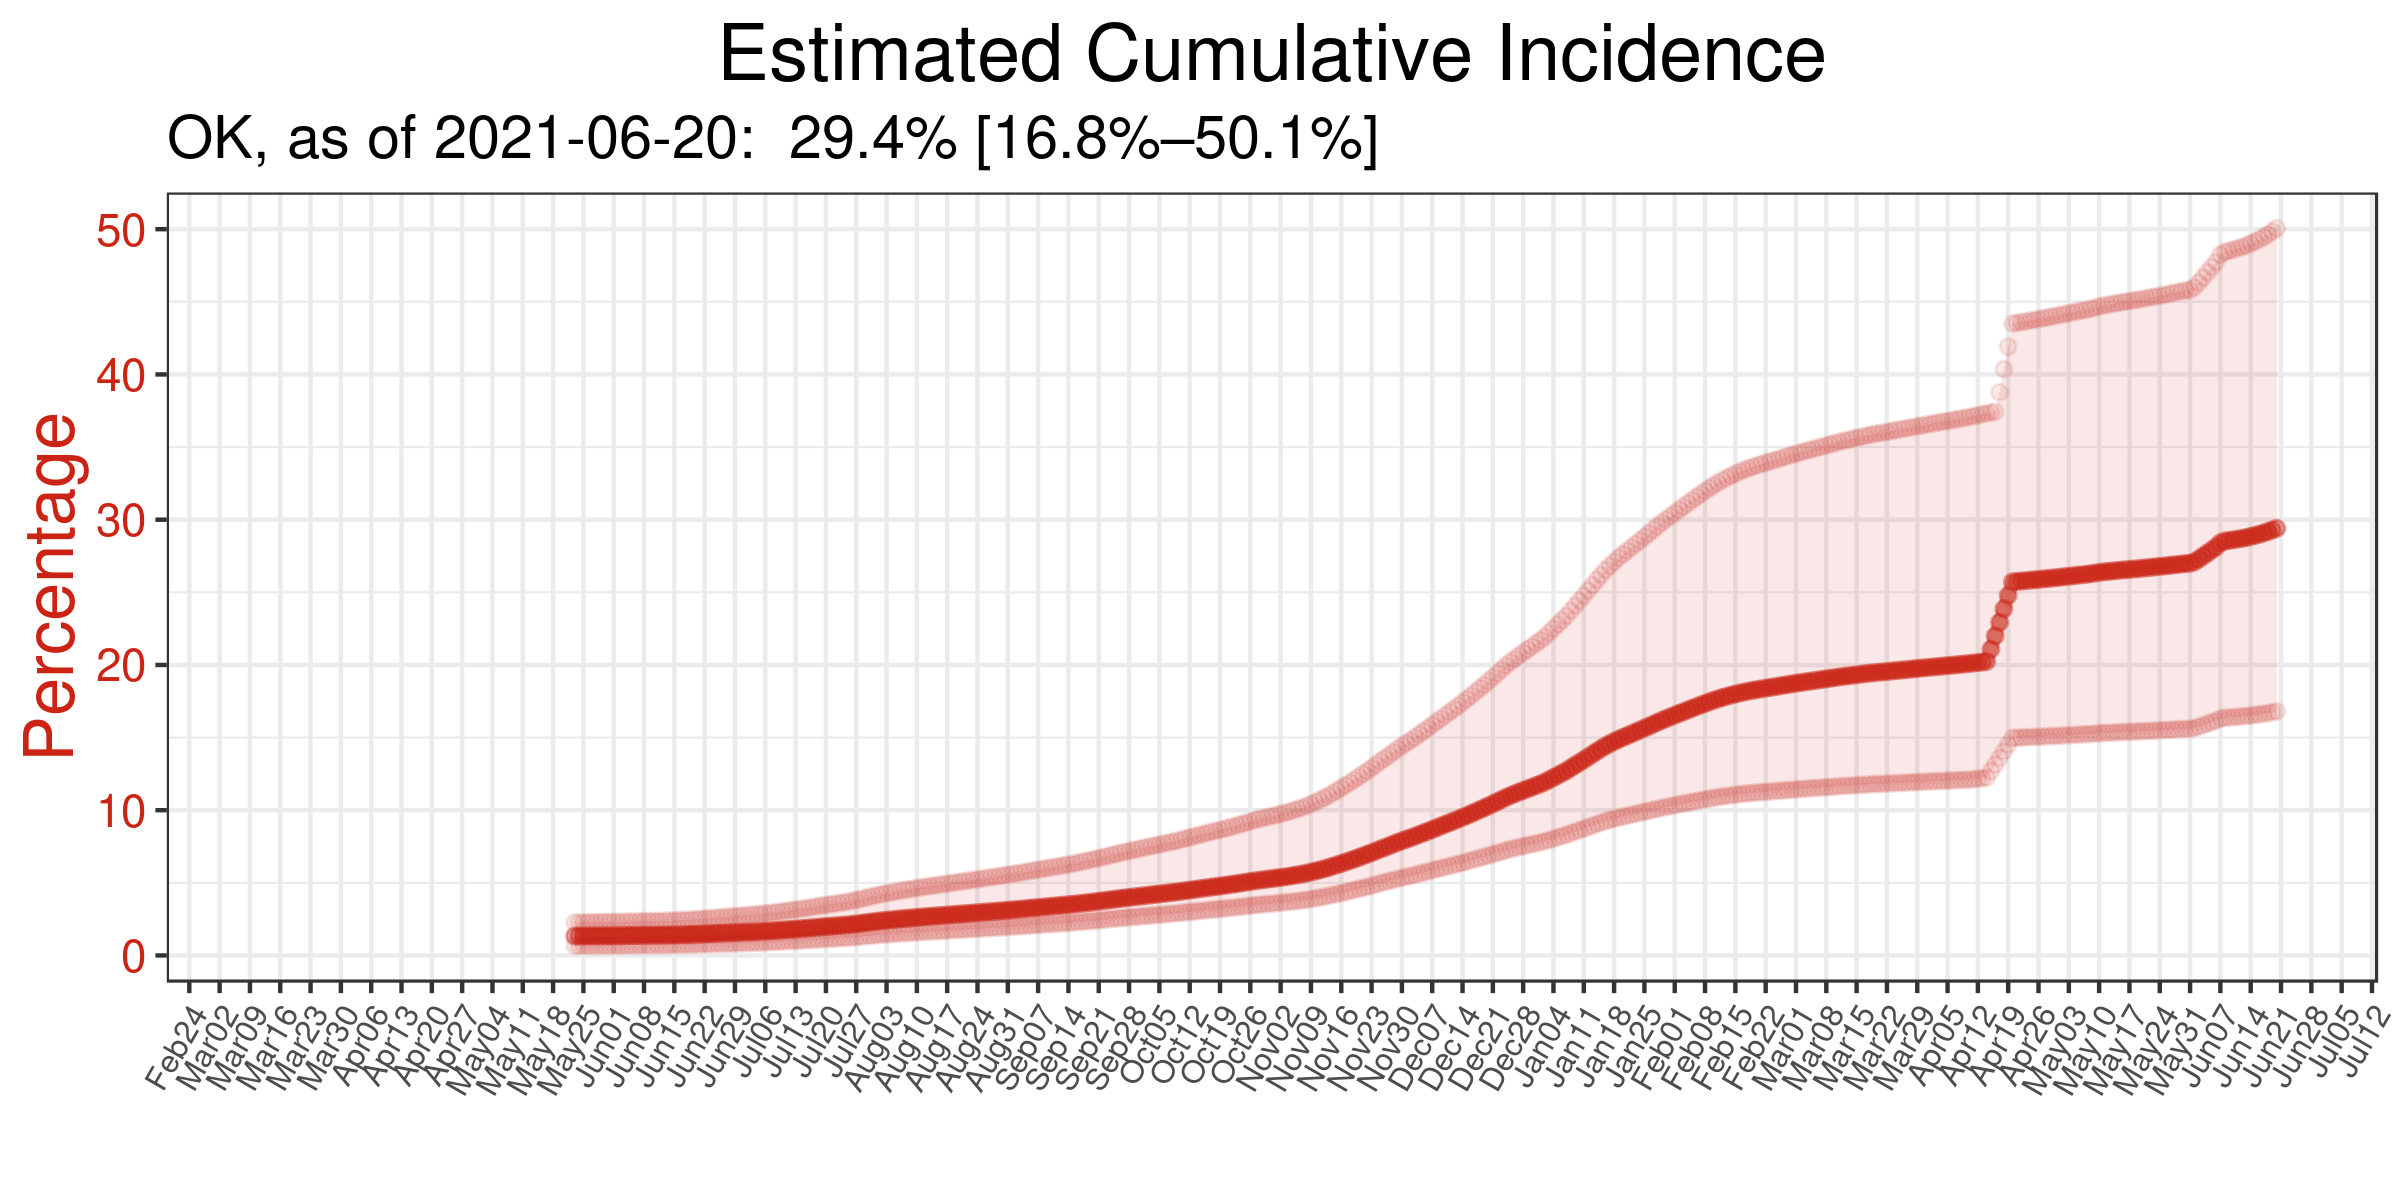 Estimated Cumulative Incidence
OK, as of 2021-06-20:  29.4% [16.8%–50.1%]
Percentage
50
40
30
20
10
0
Feb24 Mar02 Mar09 Mar16 Mar23 Mar30 Apr06 Apr13 Apr20 Apr27 May04 May11 May18 May25 Jun01 Jun08 Jun15 Jun22 Jun29 Jul06 Jul13 Jul20 Jul27 Aug03 Aug10 Aug17 Aug24 Aug31 Sep07 Sep14 Sep21 Sep28 Oct05 Oct12 Oct19 Oct26 Nov02 Nov09 Nov16 Nov23 Nov30 Dec07 Dec14 Dec21 Dec28 Jan04 Jan11 Jan18 Jan25 Feb01 Feb08 Feb15 Feb22 Mar01 Mar08 Mar15 Mar22 Mar29 Apr05 Apr12 Apr19 Apr26 May03 May10 May17 May24 May31 Jun07 Jun14 Jun21 Jun28 Jul05 Jul12